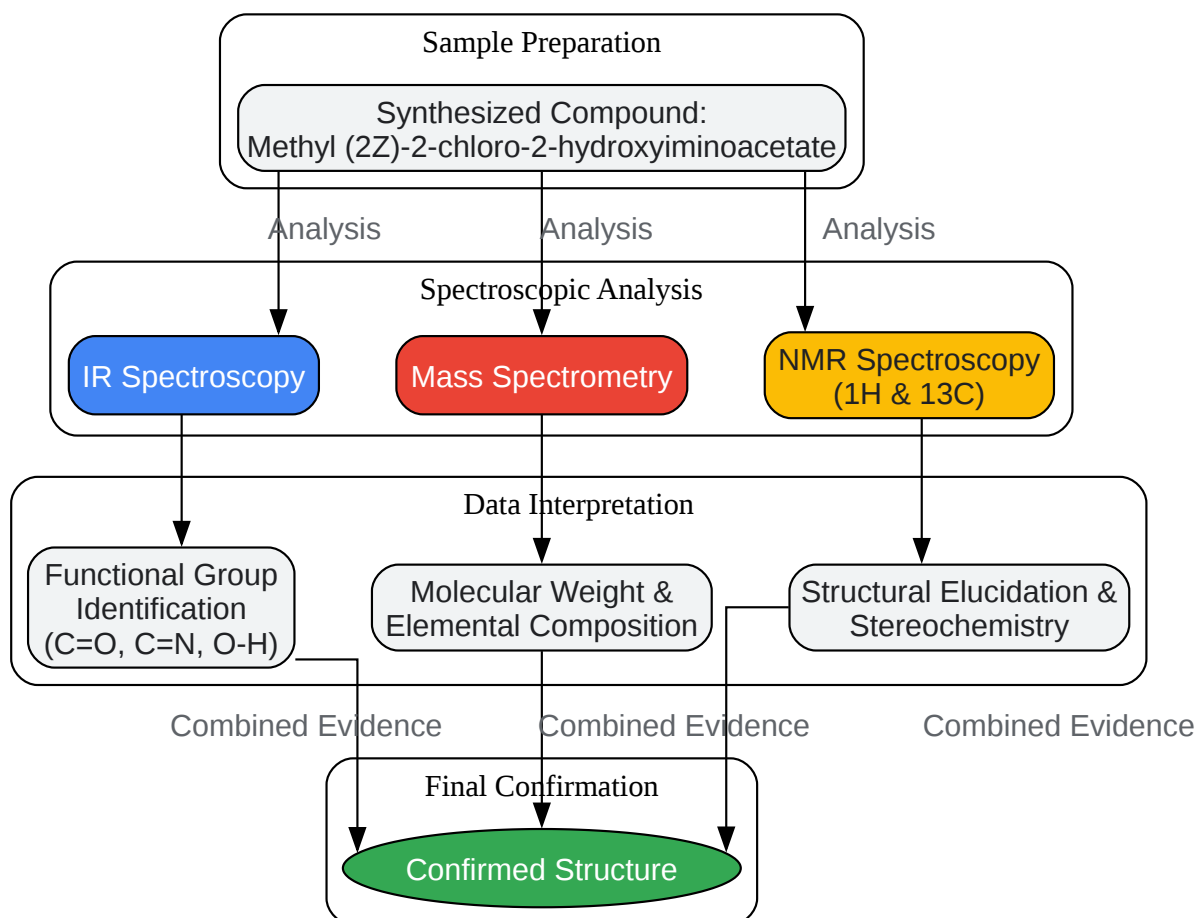 Sample Preparation
Synthesized Compound:
Methyl (2Z)-2-chloro-2-hydroxyiminoacetate
Analysis
Analysis
Analysis
Spectroscopic Analysis
IR Spectroscopy
Mass Spectrometry
NMR Spectroscopy
(1H & 13C)
Data Interpretation
Functional Group
Identification
(C=O, C=N, O-H)
Molecular Weight &
Elemental Composition
Structural Elucidation &
Stereochemistry
Combined Evidence
Combined Evidence
Combined Evidence
Final Confirmation
Confirmed Structure